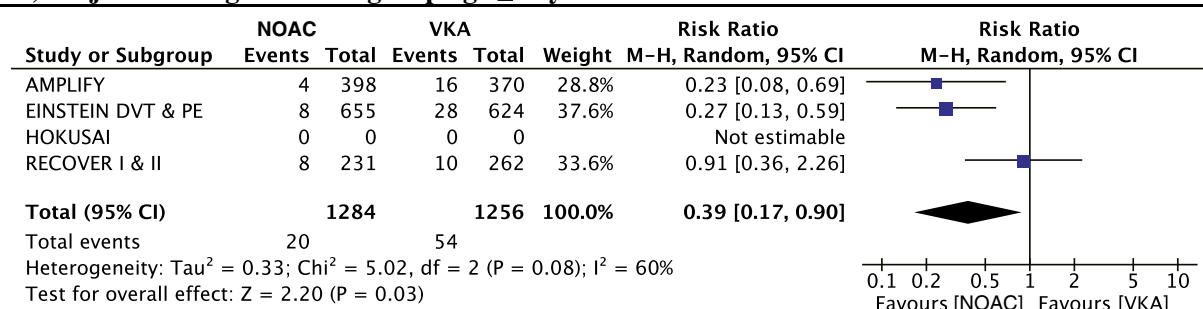 NOAC VKA Risk Ratio Risk Ratio
Study or Subgroup Events Total Events Total Weight M-H, Random, 95% CI M-H, Random, 95% CI
AMPLIFY 4 398 16 370 28.8% 0.23 [0.08, 0.69]
EINSTEIN DVT & PE 8 655 28 624 37.6% 0.27 [0.13, 0.59]
HOKUSAI 0 0 0 0 Not estimable
RECOVER I & II 8 231 10 262 33.6% 0.91 [0.36, 2.26]
Total (95% CI) 1284 1256 100.0% 0.39 [0.17, 0.90]
Total events 20 54
Heterogeneity: Tau² = 0.33; Chi² = 5.02, df = 2 (P = 0.08); I² = 60%
Test for overall effect: Z = 2.20 (P = 0.03)
0.1 0.2 0.5 1 2 5 10
Favours [NOAC] Favours [VKA]